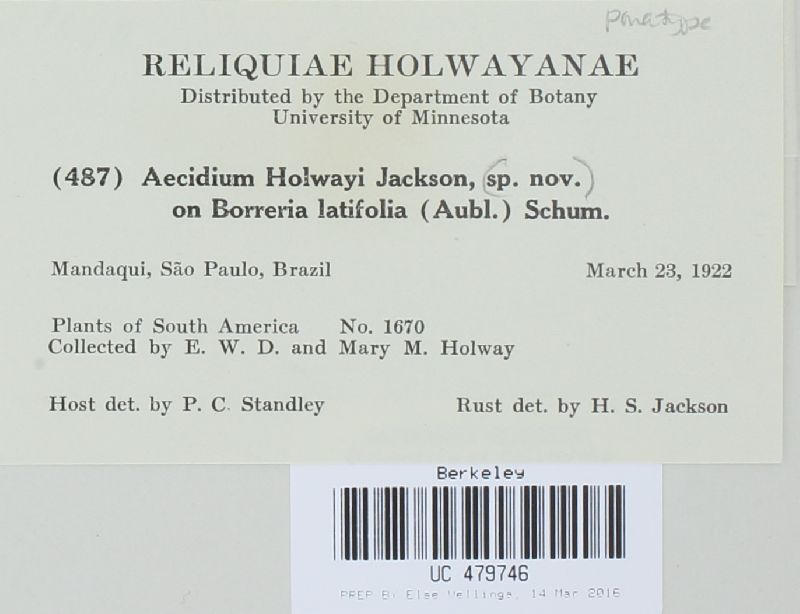 paratype
RELIQUIAE HOLWAYANAE
Distributed by the Department of Botany
University of Minnesota
(487) Aecidium Holwayi Jackson, (sp. nov.)
on Borreria latifolia (Aubl.) Schum.
Mandaqui, São Paulo, Brazil March 23, 1922
Plants of South America No. 1670
Collected by E. W. D. and Mary M. Holway
Host det. by P. C. Standley Rust det. by H. S. Jackson
Berkeley
UC 479746
PREP By Else Vellinga, 14 Mar 2016